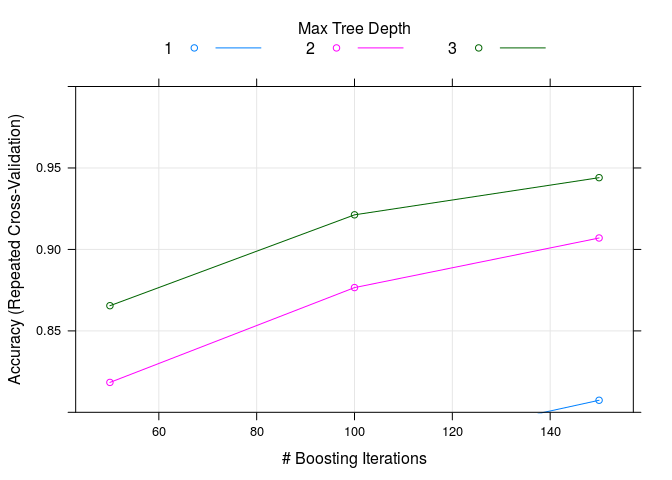 Max Tree Depth
1 2 3
Accuracy (Repeated Cross-Validation)
0.95
0.90
0.85
60 80 100 120 140
# Boosting Iterations